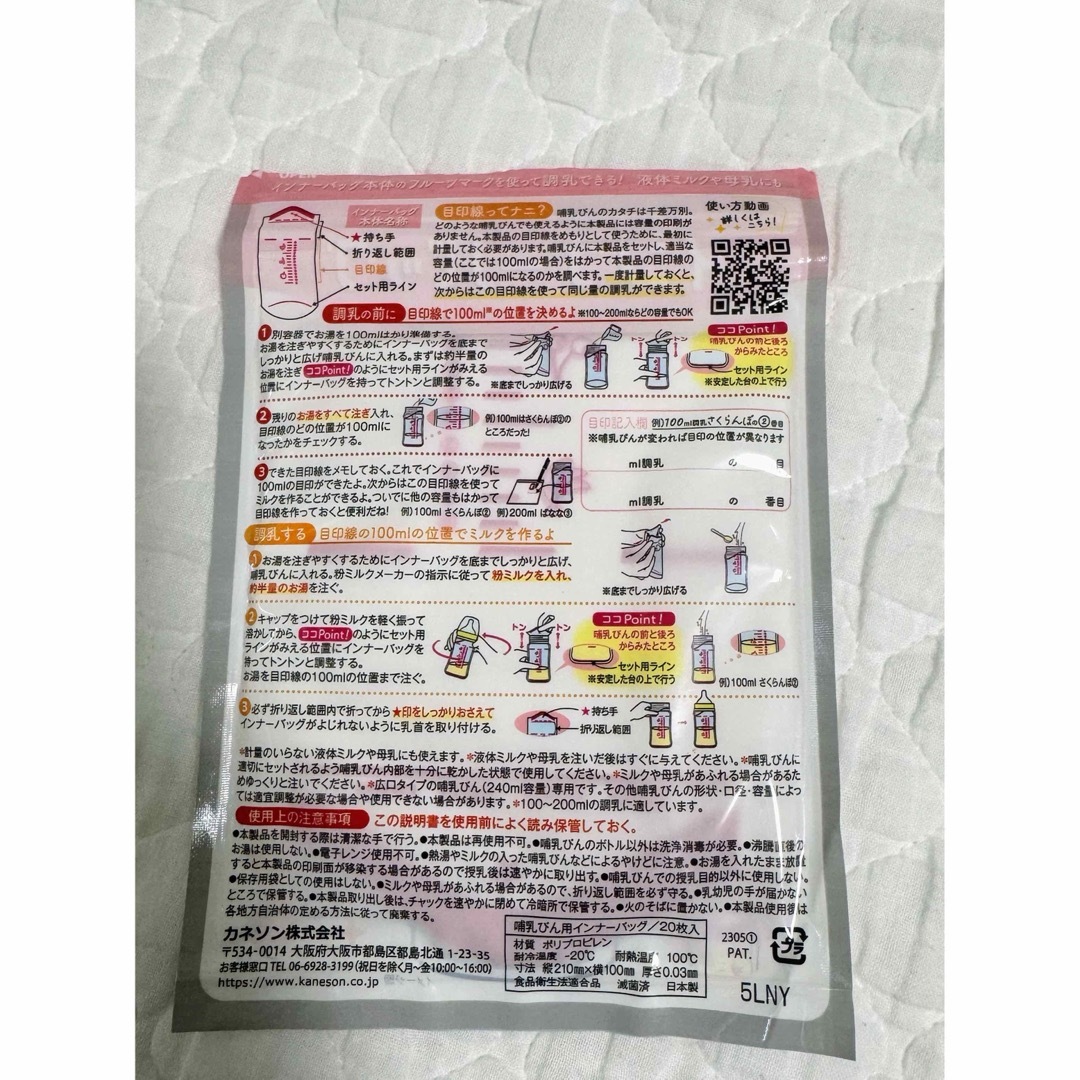 OPEN
インナーバッグ本体のフルーツマークを使って調乳できる! 液体ミルクや母乳にも
インナーバッグ
本体名称
★持ち手
折り返し範囲
目印線
セット用ライン
目印線ってナニ? 哺乳びんのカタチは千差万別。
どのような哺乳びんでも使えるように本製品には容量の印刷が
ありません。本製品の目印線をめもりとして使うために、最初に
計量しておく必要があります。哺乳びんに本製品をセットし、適当な
容量(ここでは100mlの場合)をはかって本製品の目印線の
どの位置が100mlになるのかを調べます。一度計量しておくと、
次からはこの目印線を使って同じ量の調乳ができます。
使い方動画
詳しくは
こちら!
調乳の前に 目印線で100ml※の位置を決めるよ ※100~200mlならどの容量でもOK
1 別容器でお湯を100mlはかり準備する。
お湯を注ぎやすくするためにインナーバッグを底まで
しっかりと広げ哺乳びんに入れる。まずは約半量の
お湯を注ぎ ココPoint! のようにセット用ラインがみえる
位置にインナーバッグを持ってトントンと調整する。
※底までしっかり広げる
トン トン
ココPoint!
哺乳びんの前と後ろ
からみたところ
セット用ライン
※安定した台の上で行う
2 残りのお湯をすべて注ぎ入れ、
目印線のどの位置が100mlに
なったかをチェックする。
例)100mlはさくらんぼ②の
ところだった!
目印記入欄 例)100ml調乳さくらんぼの②番目
※哺乳びんが変われば目印の位置が異なります
ml調乳 の 目
ml調乳 の 番目
3 できた目印線をメモしておく。これでインナーバッグに
100mlの目印ができたよ。次からはこの目印線を使って
ミルクを作ることができるよ。ついでに他の容量もはかって
目印線を作っておくと便利だね! 例)100ml さくらんぼ② 例)200ml ばなな③
調乳する 目印線の100mlの位置でミルクを作るよ
1 お湯を注ぎやすくするためにインナーバッグを底までしっかりと広げ、
哺乳びんに入れる。粉ミルクメーカーの指示に従って粉ミルクを入れ、
約半量のお湯を注ぐ。
※底までしっかり広げる
2 キャップをつけて粉ミルクを軽く振って
溶かしてから、ココPoint! のようにセット用
ラインがみえる位置にインナーバッグを
持ってトントンと調整する。
お湯を目印線の100mlの位置まで注ぐ。
トン トン
ココPoint!
哺乳びんの前と後ろ
からみたところ
セット用ライン
※安定した台の上で行う
例)100ml さくらんぼ②
3 必ず折り返し範囲内で折ってから★印をしっかりおさえて
インナーバッグがよじれないように乳首を取り付ける。
★持ち手
折り返し範囲
*計量のいらない液体ミルクや母乳にも使えます。*液体ミルクや母乳を注いだ後はすぐに与えてください。*哺乳びんに
適切にセットされるよう哺乳びん内部を十分に乾かした状態で使用してください。*ミルクや母乳があふれる場合があるた
めゆっくりと注いでください。*広口タイプの哺乳びん(240ml容量)専用です。その他哺乳びんの形状・口径・容量によっ
ては適宜調整が必要な場合や使用できない場合があります。*100~200mlの調乳に適しています。
使用上の注意事項 この説明書を使用前によく読み保管しておく。
●本製品を開封する際は清潔な手で行う。●本製品は再使用不可。●哺乳びんのボトル以外は洗浄消毒が必要。●沸騰直後の
お湯は使用しない。●電子レンジ使用不可。●熱湯やミルクの入った哺乳びんなどによるやけどに注意。●お湯を入れたまま放置
すると本製品の印刷面が移染する場合があるので授乳後は速やかに取り出す。●哺乳びんでの授乳目的以外に使用しない。
●保存用袋としての使用はしない。●ミルクや母乳があふれる場合があるので、折り返し範囲を必ず守る。●乳幼児の手が届かない
ところで保管する。●本製品取り出し後は、チャックを速やかに閉めて冷暗所で保管する。●火のそばに置かない。●本製品使用後は
各地方自治体の定める方法に従って廃棄する。
カネソン株式会社
〒534-0014 大阪府大阪市都島区都島北通 1-23-35
お客様窓口 TEL 06-6928-3199(祝日を除く月~金10:00~16:00)
https://www.kaneson.co.jp
哺乳びん用インナーバッグ/20枚入
材質 ポリプロピレン
耐冷温度 -20℃ 耐熱温度 100℃
寸法 縦210mm×横100mm 厚さ0.03mm
食品衛生法適合品 滅菌済 日本製
2305①
PAT.
プラ
5LNY